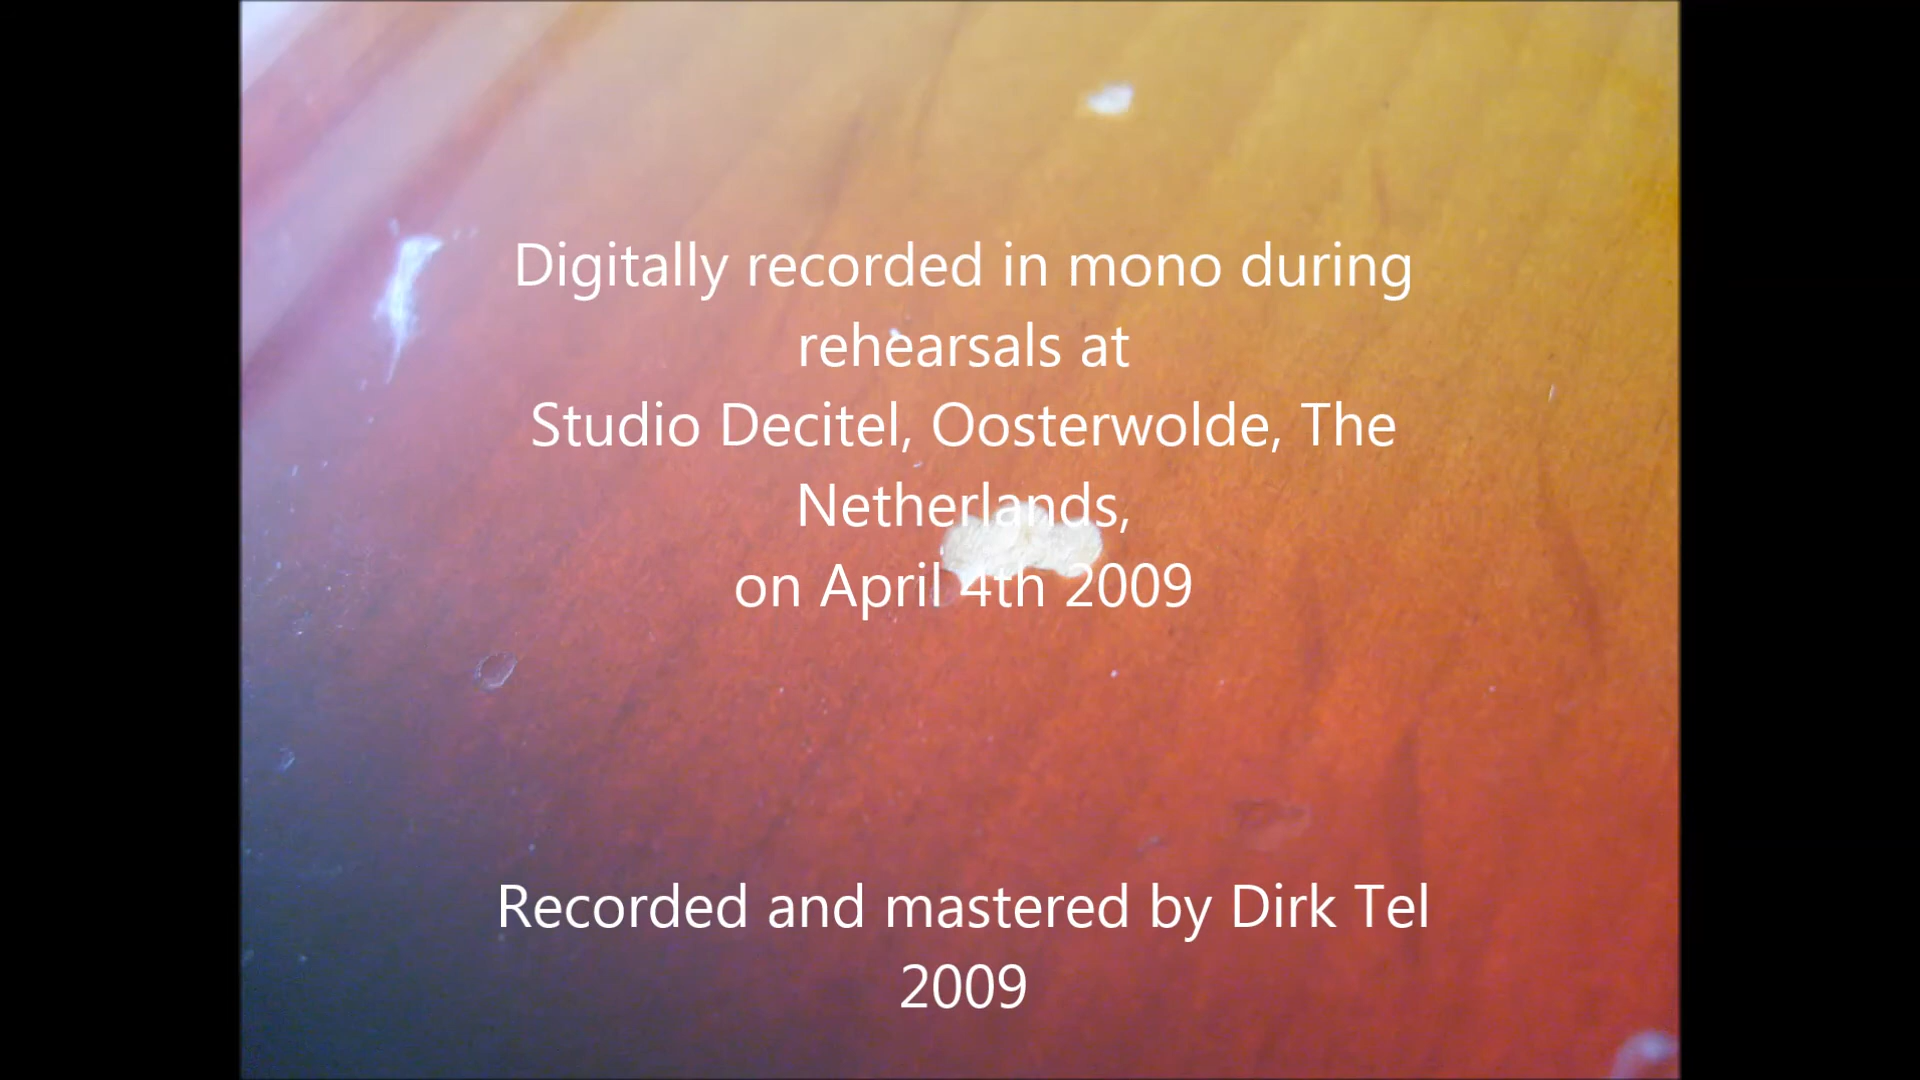 Digitally recorded in mono during
rehearsals at
Studio Decitel, Oosterwolde, The
Netherlands,
on April 4th 2009
Recorded and mastered by Dirk Tel
2009